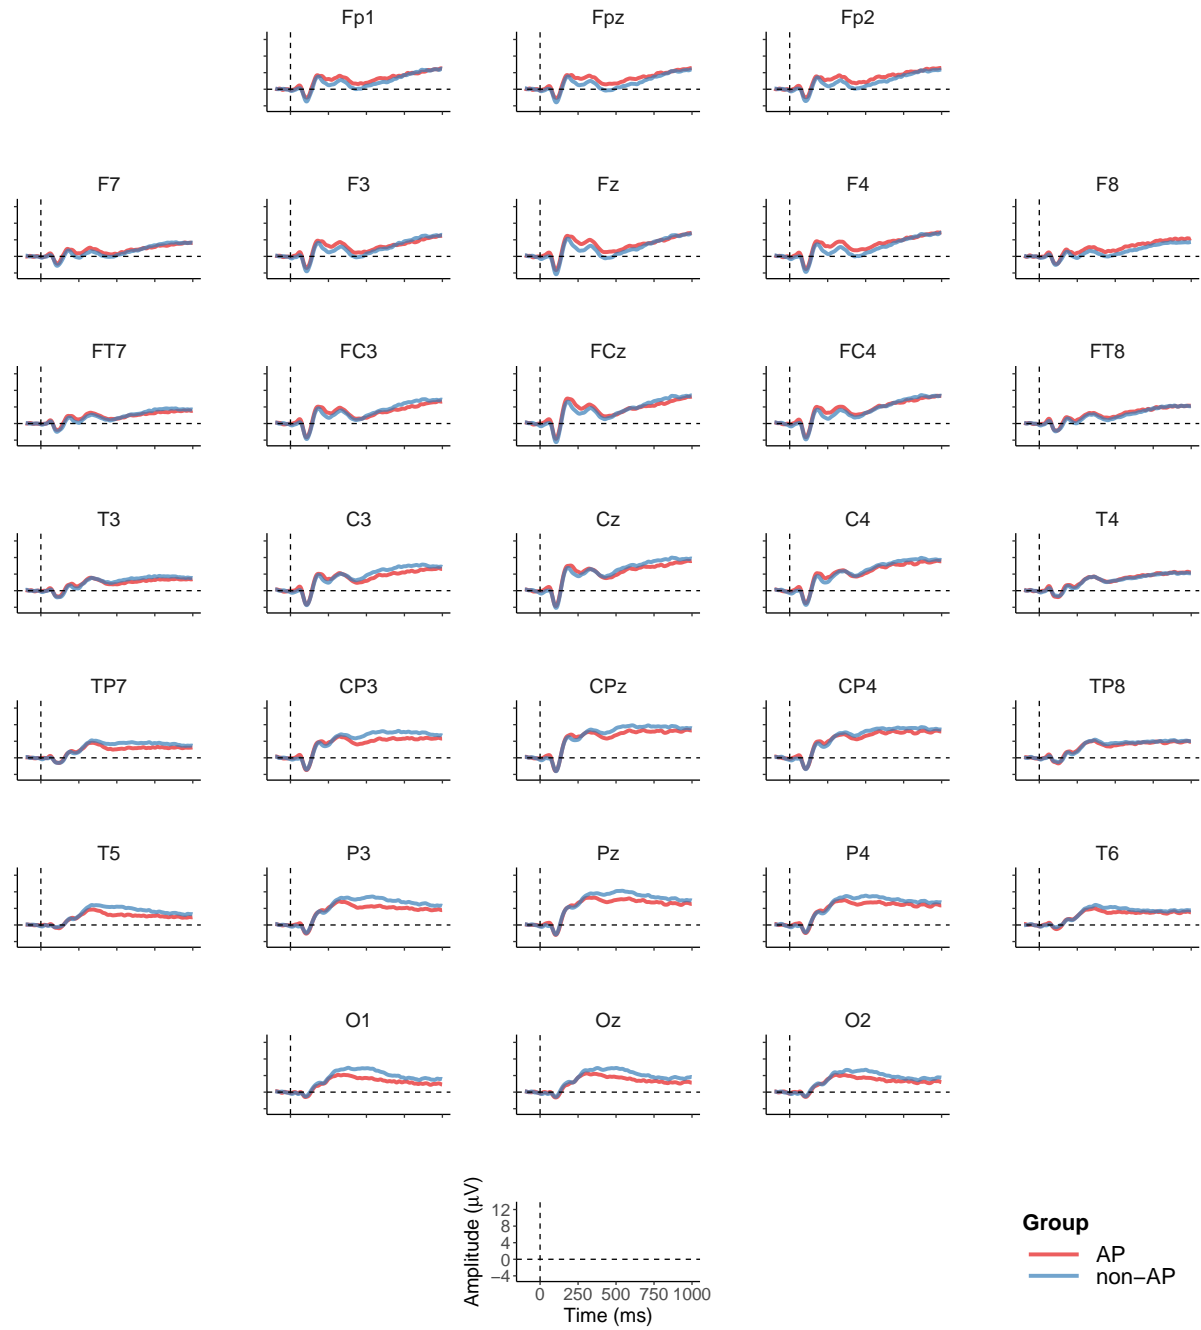 Fp1 Fpz Fp2
F7 F3 Fz F4 F8
FT7 FC3 FCz FC4 FT8
T3 C3 Cz C4 T4
TP7 CP3 CPz CP4 TP8
T5 P3 Pz P4 T6
O1 Oz O2
Amplitude (μV)
12
8
4
0
−4
0 250 500 750 1000
Time (ms)
Group
AP
non−AP